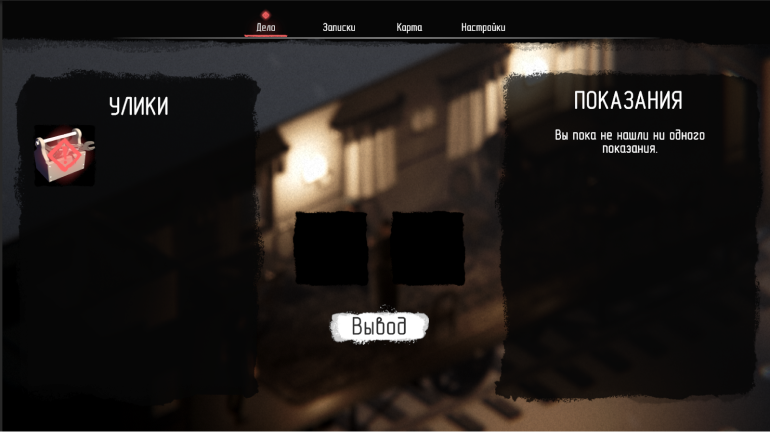 Дела
Записки
Карта
Настройки
УЛИКИ
ПОКАЗАНИЯ
Вы пока не нашли ни одного
показания.
Вывод